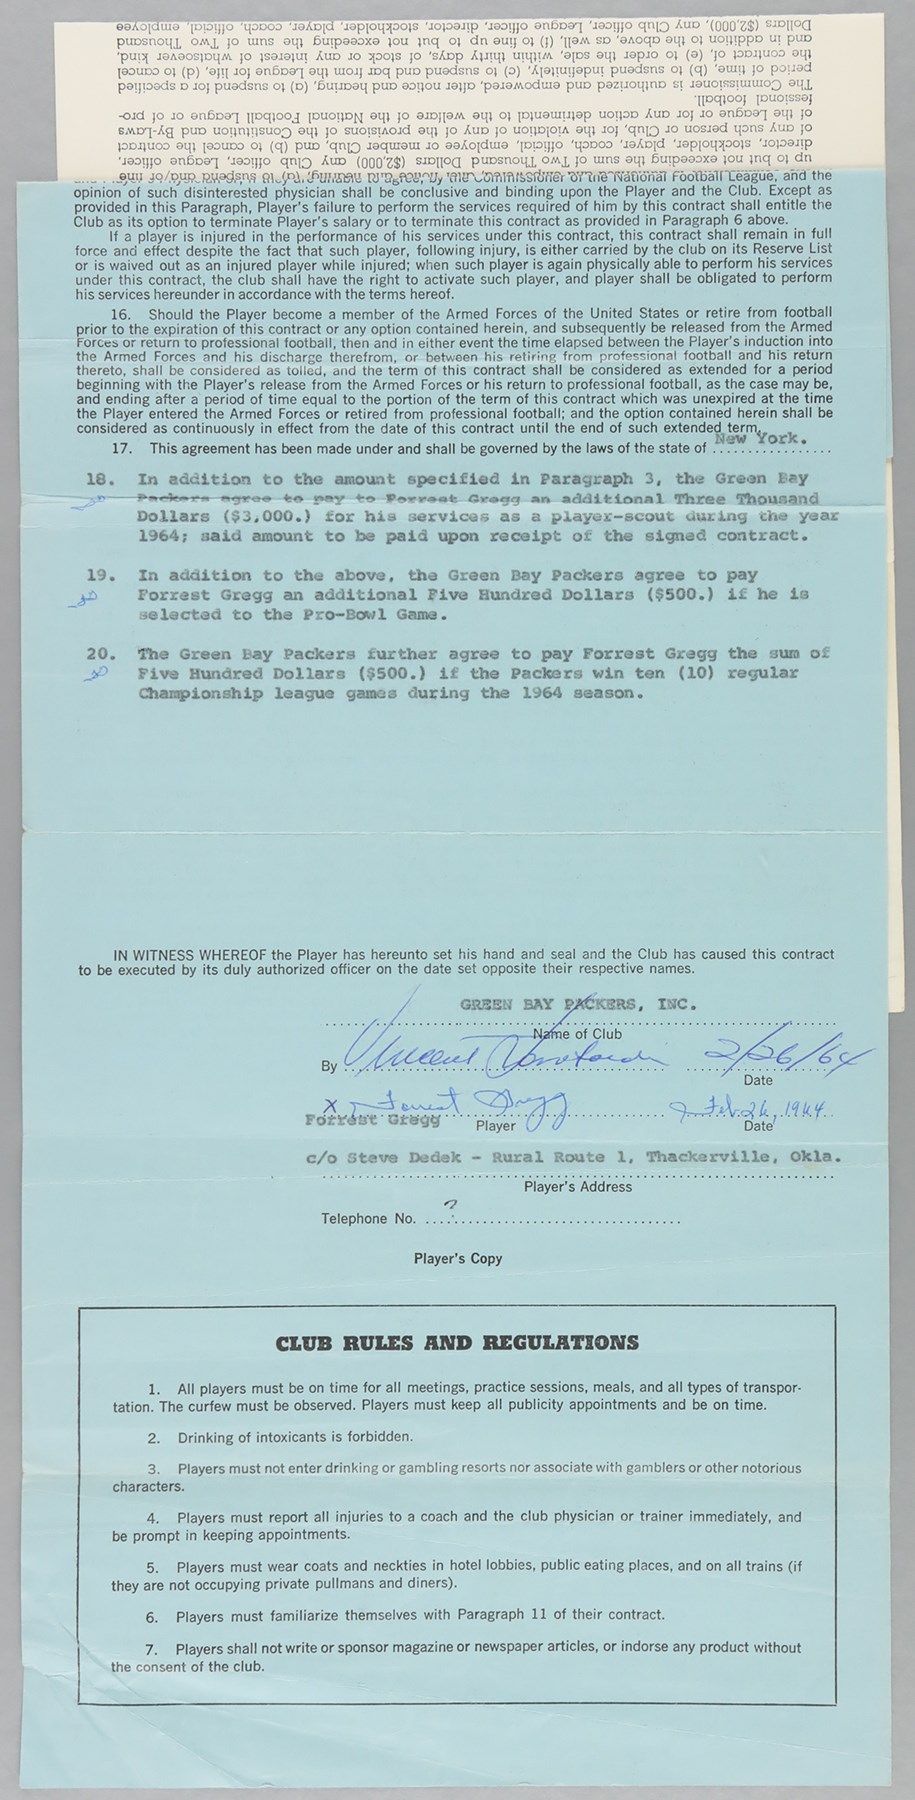 Dollars ($2,000), any Club officer, League officer, director, stockholder, player, coach, official, employee
and in addition to the above, as well, (f) to fine up to but not exceeding the sum of Two Thousand
the contract of, (e) to order the sale, within thirty days, of stock or any interest of whatsoever kind,
period of time, (b) to suspend indefinitely, (c) to suspend and bar from the League for life, (d) to cancel
The Commissioner is authorized and empowered, after notice and hearing, (a) to suspend for a specified
fessional football.
of the League or for any action detrimental to the welfare of the National Football League or of pro-
of any such person or Club, for the violation of any of the provisions of the Constitution and By-Laws
director, stockholder, player, coach, official, employee or member Club, and (b) to cancel the contract
up to but not exceeding the sum of Two Thousand Dollars ($2,000) any Club officer, League officer,
National Football League, and the
opinion of such disinterested physician shall be conclusive and binding upon the Player and the Club. Except as
provided in this Paragraph, Player's failure to perform the services required of him by this contract shall entitle the
Club as its option to terminate Player's salary or to terminate this contract as provided in Paragraph 6 above.
If a player is injured in the performance of his services under this contract, this contract shall remain in full
force and effect despite the fact that such player, following injury, is either carried by the club on its Reserve List
or is waived out as an injured player while injured; when such player is again physically able to perform his services
under this contract, the club shall have the right to activate such player, and player shall be obligated to perform
his services hereunder in accordance with the terms hereof.
16. Should the Player become a member of the Armed Forces of the United States or retire from football
prior to the expiration of this contract or any option contained herein, and subsequently be released from the Armed
Forces or return to professional football, then and in either event the time elapsed between the Player's induction into
the Armed Forces and his discharge therefrom, or between his retiring from professional football and his return
thereto, shall be considered as tolled, and the term of this contract shall be considered as extended for a period
beginning with the Player's release from the Armed Forces or his return to professional football, as the case may be,
and ending after a period of time equal to the portion of the term of this contract which was unexpired at the time
the Player entered the Armed Forces or retired from professional football; and the option contained herein shall be
considered as continuously in effect from the date of this contract until the end of such extended term.
17. This agreement has been made under and shall be governed by the laws of the state of New York.
18. In addition to the amount specified in Paragraph 3, the Green Bay
Packers agree to pay to Forrest Gregg an additional Three Thousand
Dollars ($3,000.) for his services as a player-scout during the year
1964; said amount to be paid upon receipt of the signed contract.
19. In addition to the above, the Green Bay Packers agree to pay
Forrest Gregg an additional Five Hundred Dollars ($500.) if he is
selected to the Pro-Bowl Game.
20. The Green Bay Packers further agree to pay Forrest Gregg the sum of
Five Hundred Dollars ($500.) if the Packers win ten (10) regular
Championship league games during the 1964 season.
IN WITNESS WHEREOF the Player has hereunto set his hand and seal and the Club has caused this contract
to be executed by its duly authorized officer on the date set opposite their respective names.
GREEN BAY PACKERS, INC.
Name of Club
By Vincent Lombardi 2/26/64
Date
X Forrest Gregg Feb. 26, 1964
Forrest Gregg Player Date
c/o Steve Dedek - Rural Route 1, Thackerville, Okla.
Player's Address
Telephone No. ?
Player's Copy
CLUB RULES AND REGULATIONS
1. All players must be on time for all meetings, practice sessions, meals, and all types of transpor-
tation. The curfew must be observed. Players must keep all publicity appointments and be on time.
2. Drinking of intoxicants is forbidden.
3. Players must not enter drinking or gambling resorts nor associate with gamblers or other notorious
characters.
4. Players must report all injuries to a coach and the club physician or trainer immediately, and
be prompt in keeping appointments.
5. Players must wear coats and neckties in hotel lobbies, public eating places, and on all trains (if
they are not occupying private pullmans and diners).
6. Players must familiarize themselves with Paragraph 11 of their contract.
7. Players shall not write or sponsor magazine or newspaper articles, or indorse any product without
the consent of the club.